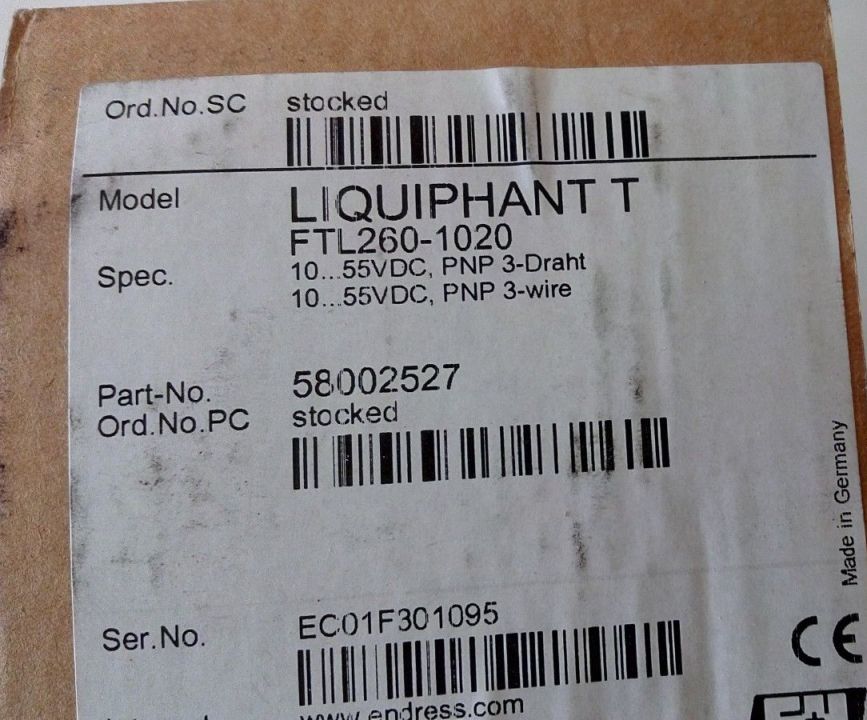 Ord.No.SC stocked
Model LIQUIPHANT T
FTL260-1020
Spec. 10...55VDC, PNP 3-Draht
10...55VDC, PNP 3-wire
Part-No. 58002527
Ord.No.PC stocked
Made in Germany
Ser.No. EC01F301095
CE
www.endress.com